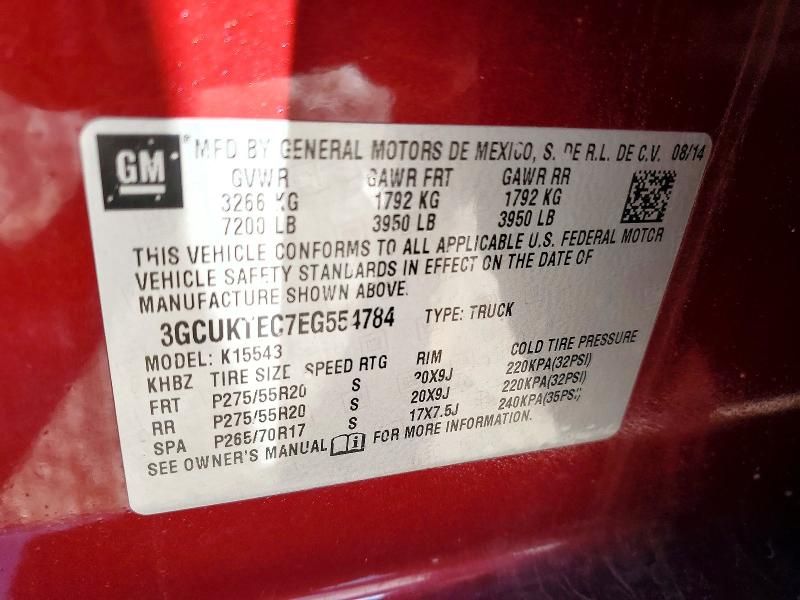 GM
MFD BY GENERAL MOTORS DE MEXICO, S. DE R.L. DE C.V. 08/14
GVWR GAWR FRT GAWR RR
3266 KG 1792 KG 1792 KG
7200 LB 3950 LB 3950 LB
THIS VEHICLE CONFORMS TO ALL APPLICABLE U.S. FEDERAL MOTOR
VEHICLE SAFETY STANDARDS IN EFFECT ON THE DATE OF
MANUFACTURE SHOWN ABOVE.
3GCUKTEC7EG554784 TYPE: TRUCK
MODEL: K15543
KHBZ TIRE SIZE SPEED RTG RIM COLD TIRE PRESSURE
FRT P275/55R20 S 20X9J 220KPA(32PSI)
RR P275/55R20 S 20X9J 220KPA(32PSI)
SPA P265/70R17 S 17X7.5J 240KPA(35PSI)
SEE OWNER'S MANUAL i FOR MORE INFORMATION.